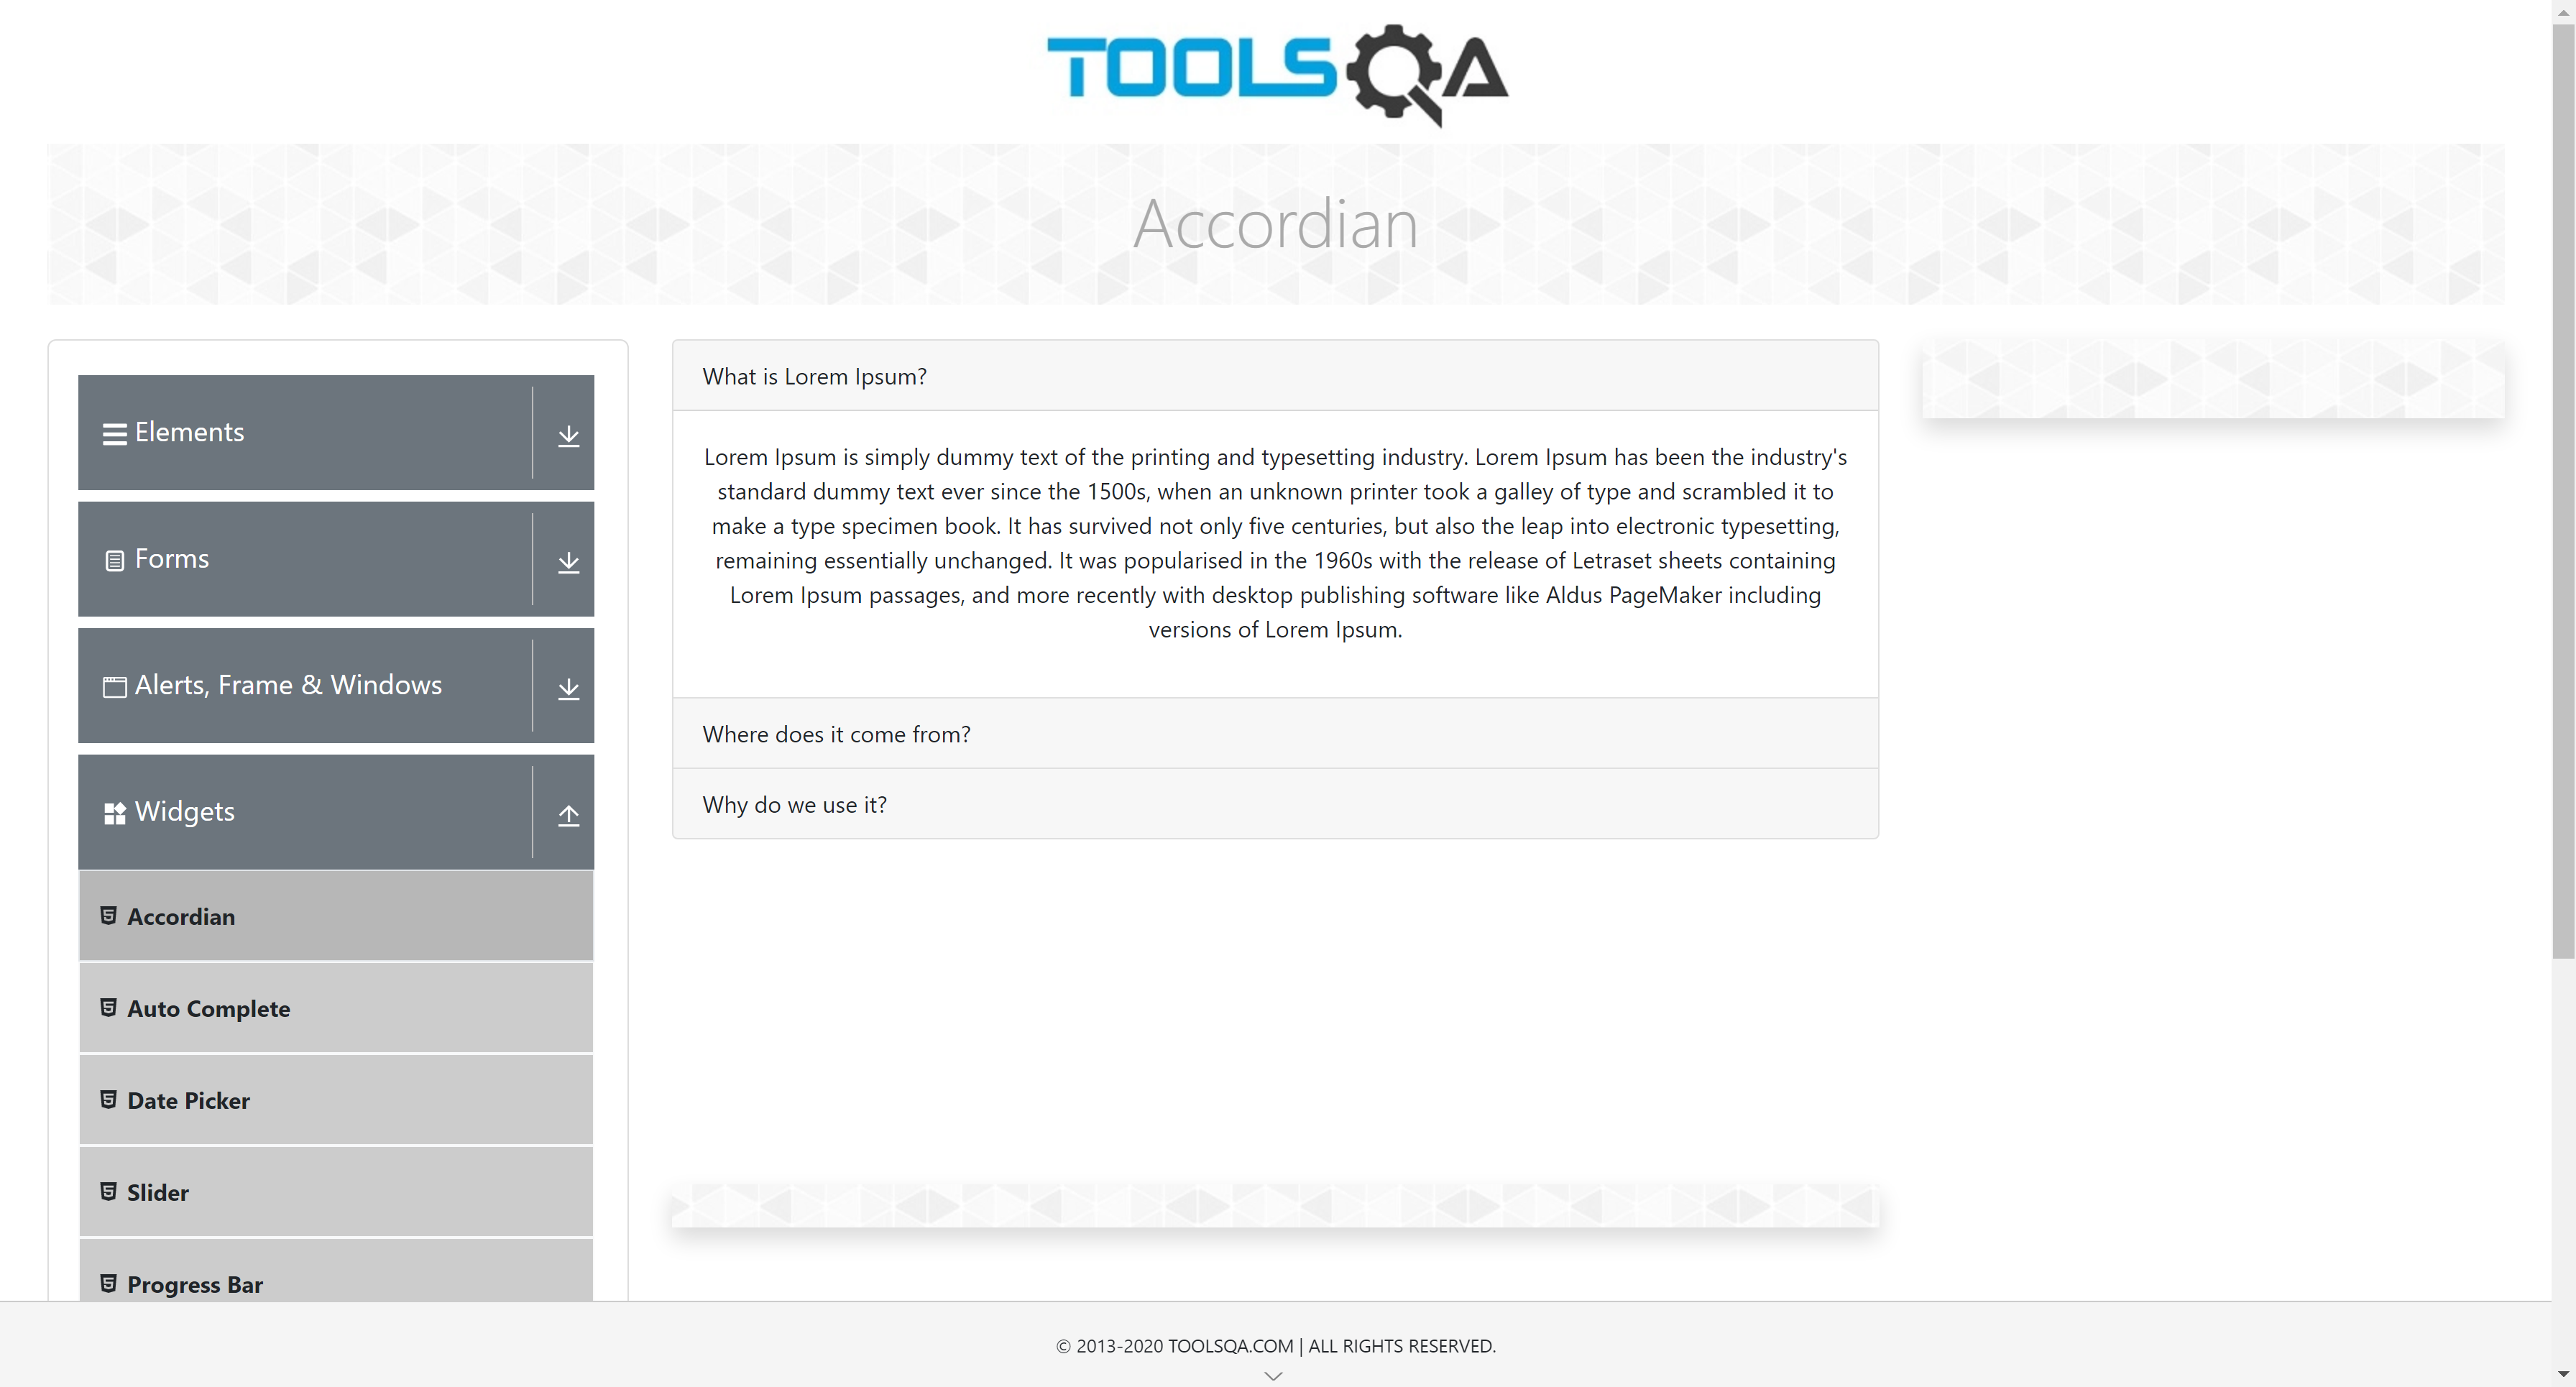 TOOLSQA
Accordian
Elements
Forms
Alerts, Frame & Windows
Widgets
Accordian
Auto Complete
Date Picker
Slider
Progress Bar
What is Lorem Ipsum?
Lorem Ipsum is simply dummy text of the printing and typesetting industry. Lorem Ipsum has been the industry's
standard dummy text ever since the 1500s, when an unknown printer took a galley of type and scrambled it to
make a type specimen book. It has survived not only five centuries, but also the leap into electronic typesetting,
remaining essentially unchanged. It was popularised in the 1960s with the release of Letraset sheets containing
Lorem Ipsum passages, and more recently with desktop publishing software like Aldus PageMaker including
versions of Lorem Ipsum.
Where does it come from?
Why do we use it?
© 2013-2020 TOOLSQA.COM | ALL RIGHTS RESERVED.